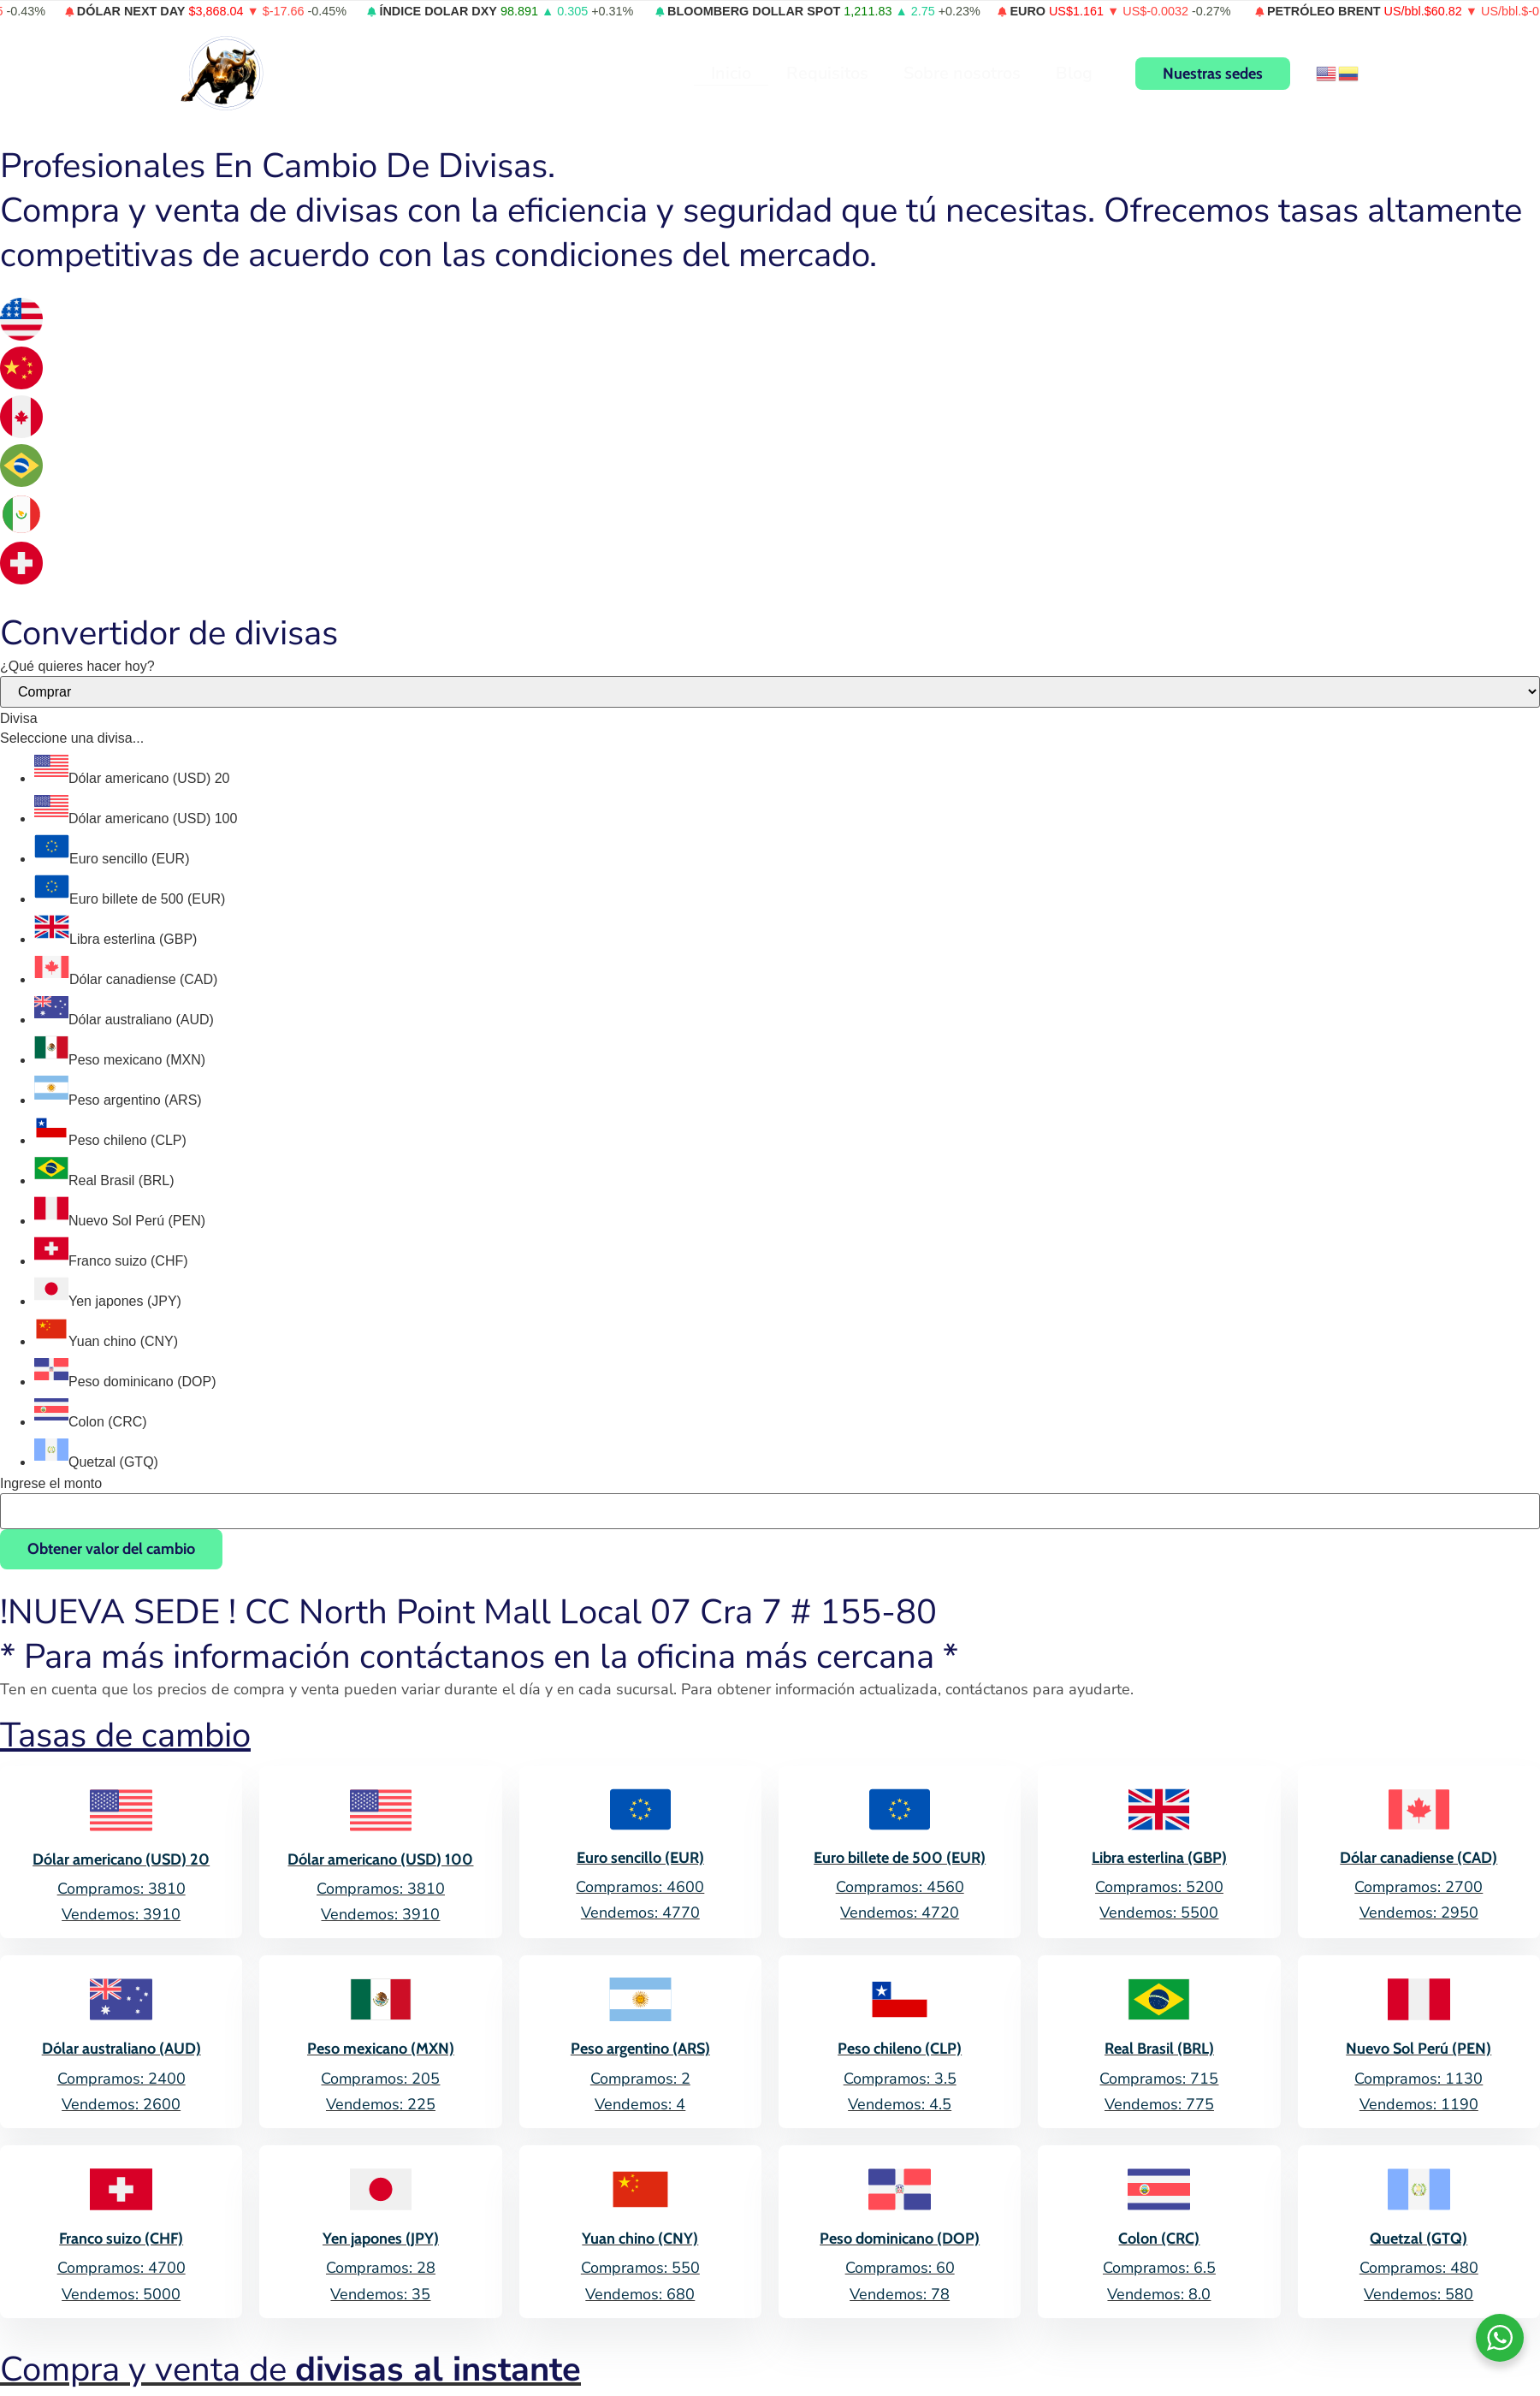 5 -0.43% DÓLAR NEXT DAY $3,868.04 ▼ $-17.66 -0.45% ÍNDICE DOLAR DXY 98.891 ▲ 0.305 +0.31% BLOOMBERG DOLLAR SPOT 1,211.83 ▲ 2.75 +0.23% EURO US$1.161 ▼ US$-0.0032 -0.27% PETRÓLEO BRENT US/bbl.$60.82 ▼ US/bbl.$-0
Inicio Requisitos Sobre nosotros Blog Nuestras sedes
Profesionales En Cambio De Divisas.
Compra y venta de divisas con la eficiencia y seguridad que tú necesitas. Ofrecemos tasas altamente
competitivas de acuerdo con las condiciones del mercado.
Convertidor de divisas
¿Qué quieres hacer hoy?
Comprar
Divisa
Seleccione una divisa...
Dólar americano (USD) 20
Dólar americano (USD) 100
Euro sencillo (EUR)
Euro billete de 500 (EUR)
Libra esterlina (GBP)
Dólar canadiense (CAD)
Dólar australiano (AUD)
Peso mexicano (MXN)
Peso argentino (ARS)
Peso chileno (CLP)
Real Brasil (BRL)
Nuevo Sol Perú (PEN)
Franco suizo (CHF)
Yen japones (JPY)
Yuan chino (CNY)
Peso dominicano (DOP)
Colon (CRC)
Quetzal (GTQ)
Ingrese el monto
Obtener valor del cambio
!NUEVA SEDE ! CC North Point Mall Local 07 Cra 7 # 155-80
* Para más información contáctanos en la oficina más cercana *
Ten en cuenta que los precios de compra y venta pueden variar durante el día y en cada sucursal. Para obtener información actualizada, contáctanos para ayudarte.
Tasas de cambio
Dólar americano (USD) 20
Compramos: 3810
Vendemos: 3910
Dólar americano (USD) 100
Compramos: 3810
Vendemos: 3910
Euro sencillo (EUR)
Compramos: 4600
Vendemos: 4770
Euro billete de 500 (EUR)
Compramos: 4560
Vendemos: 4720
Libra esterlina (GBP)
Compramos: 5200
Vendemos: 5500
Dólar canadiense (CAD)
Compramos: 2700
Vendemos: 2950
Dólar australiano (AUD)
Compramos: 2400
Vendemos: 2600
Peso mexicano (MXN)
Compramos: 205
Vendemos: 225
Peso argentino (ARS)
Compramos: 2
Vendemos: 4
Peso chileno (CLP)
Compramos: 3.5
Vendemos: 4.5
Real Brasil (BRL)
Compramos: 715
Vendemos: 775
Nuevo Sol Perú (PEN)
Compramos: 1130
Vendemos: 1190
Franco suizo (CHF)
Compramos: 4700
Vendemos: 5000
Yen japones (JPY)
Compramos: 28
Vendemos: 35
Yuan chino (CNY)
Compramos: 550
Vendemos: 680
Peso dominicano (DOP)
Compramos: 60
Vendemos: 78
Colon (CRC)
Compramos: 6.5
Vendemos: 8.0
Quetzal (GTQ)
Compramos: 480
Vendemos: 580
Compra y venta de divisas al instante